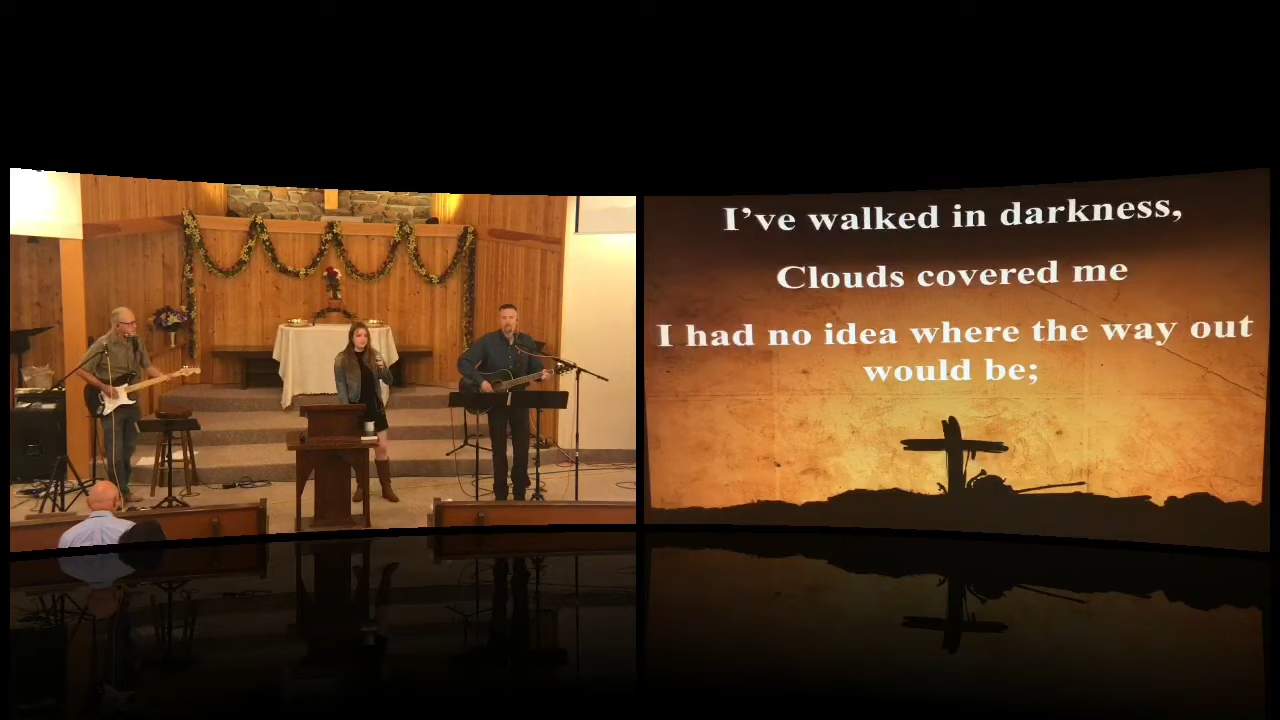 I've walked in darkness,
Clouds covered me
I had no idea where the way out
would be;